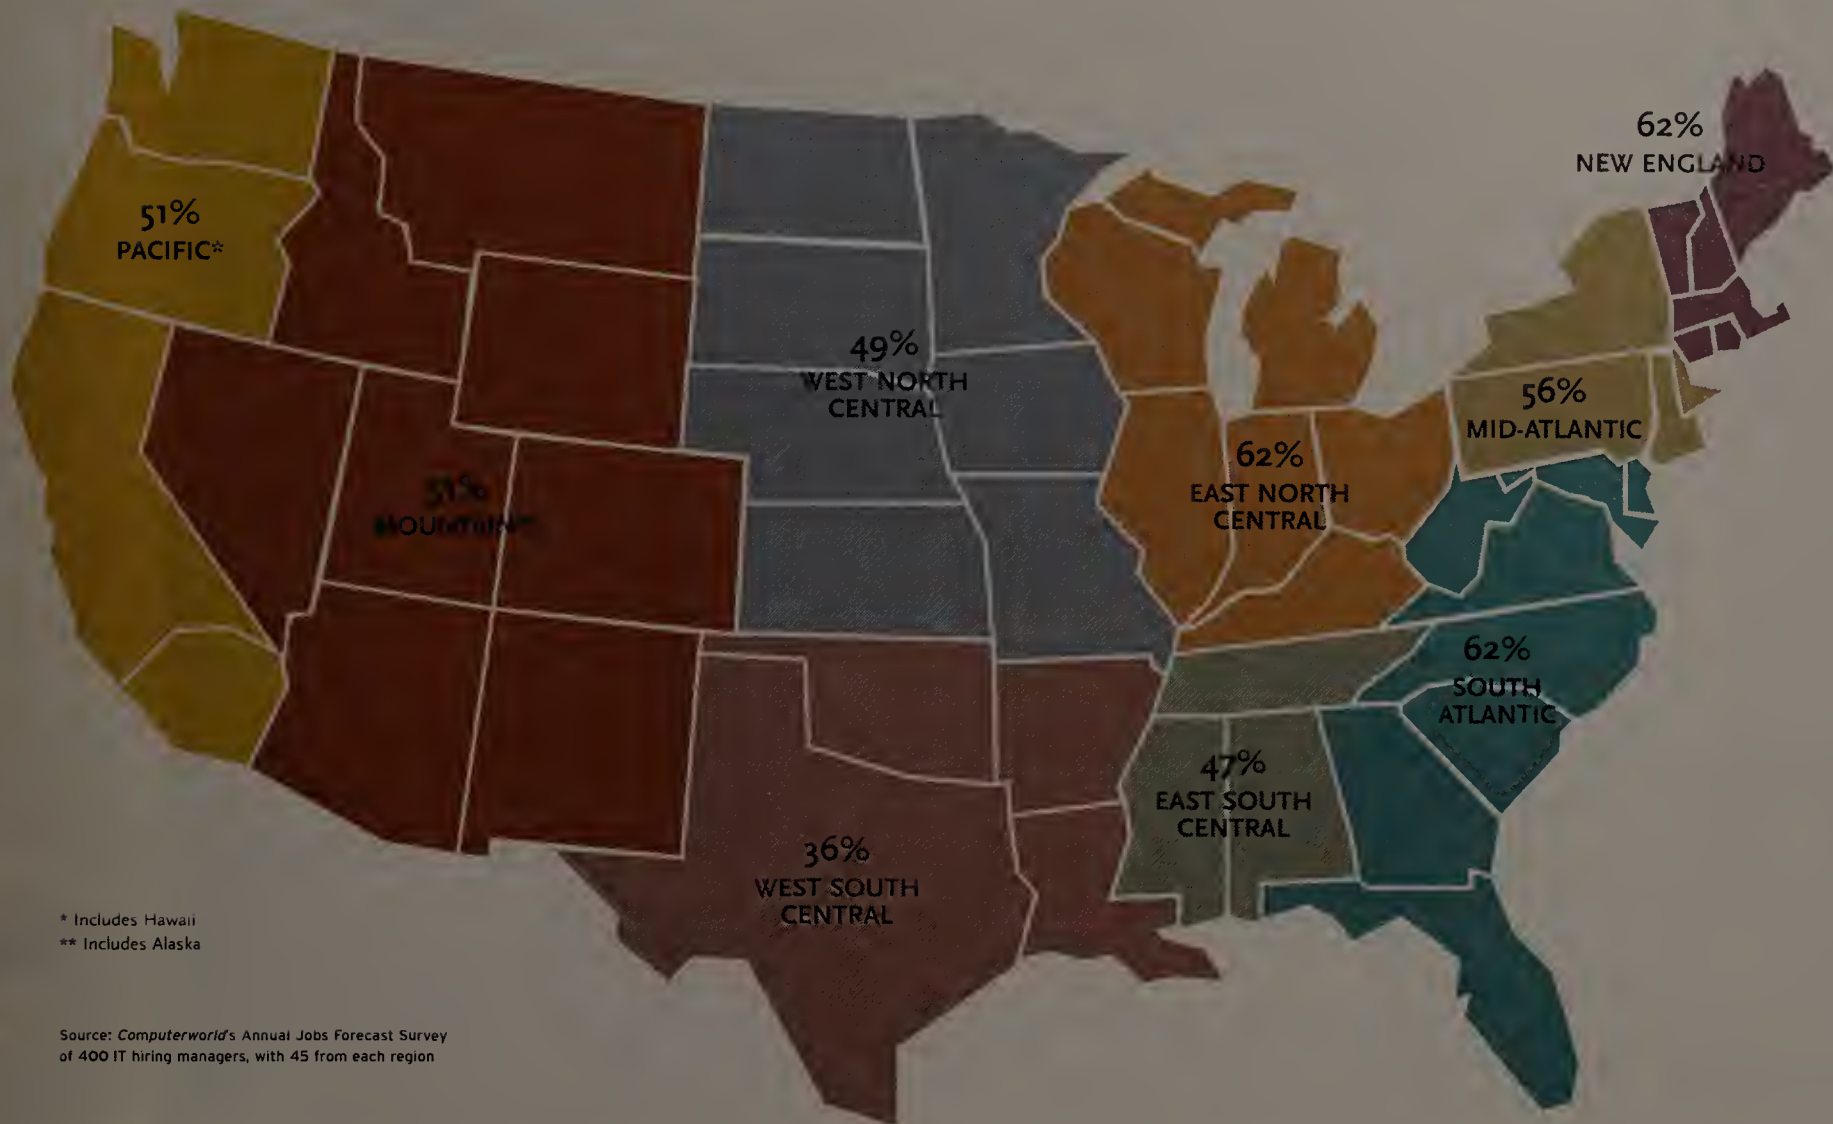 62%
NEW ENGLAND
51%
PACIFIC*
49%
WEST NORTH
CENTRAL
56%
MID-ATLANTIC
62%
EAST NORTH
CENTRAL
51%
MOUNTAIN**
62%
SOUTH
ATLANTIC
47%
EAST SOUTH
CENTRAL
36%
WEST SOUTH
CENTRAL
* Includes Hawaii
** Includes Alaska
Source: Computerworld's Annual Jobs Forecast Survey
of 400 IT hiring managers, with 45 from each region